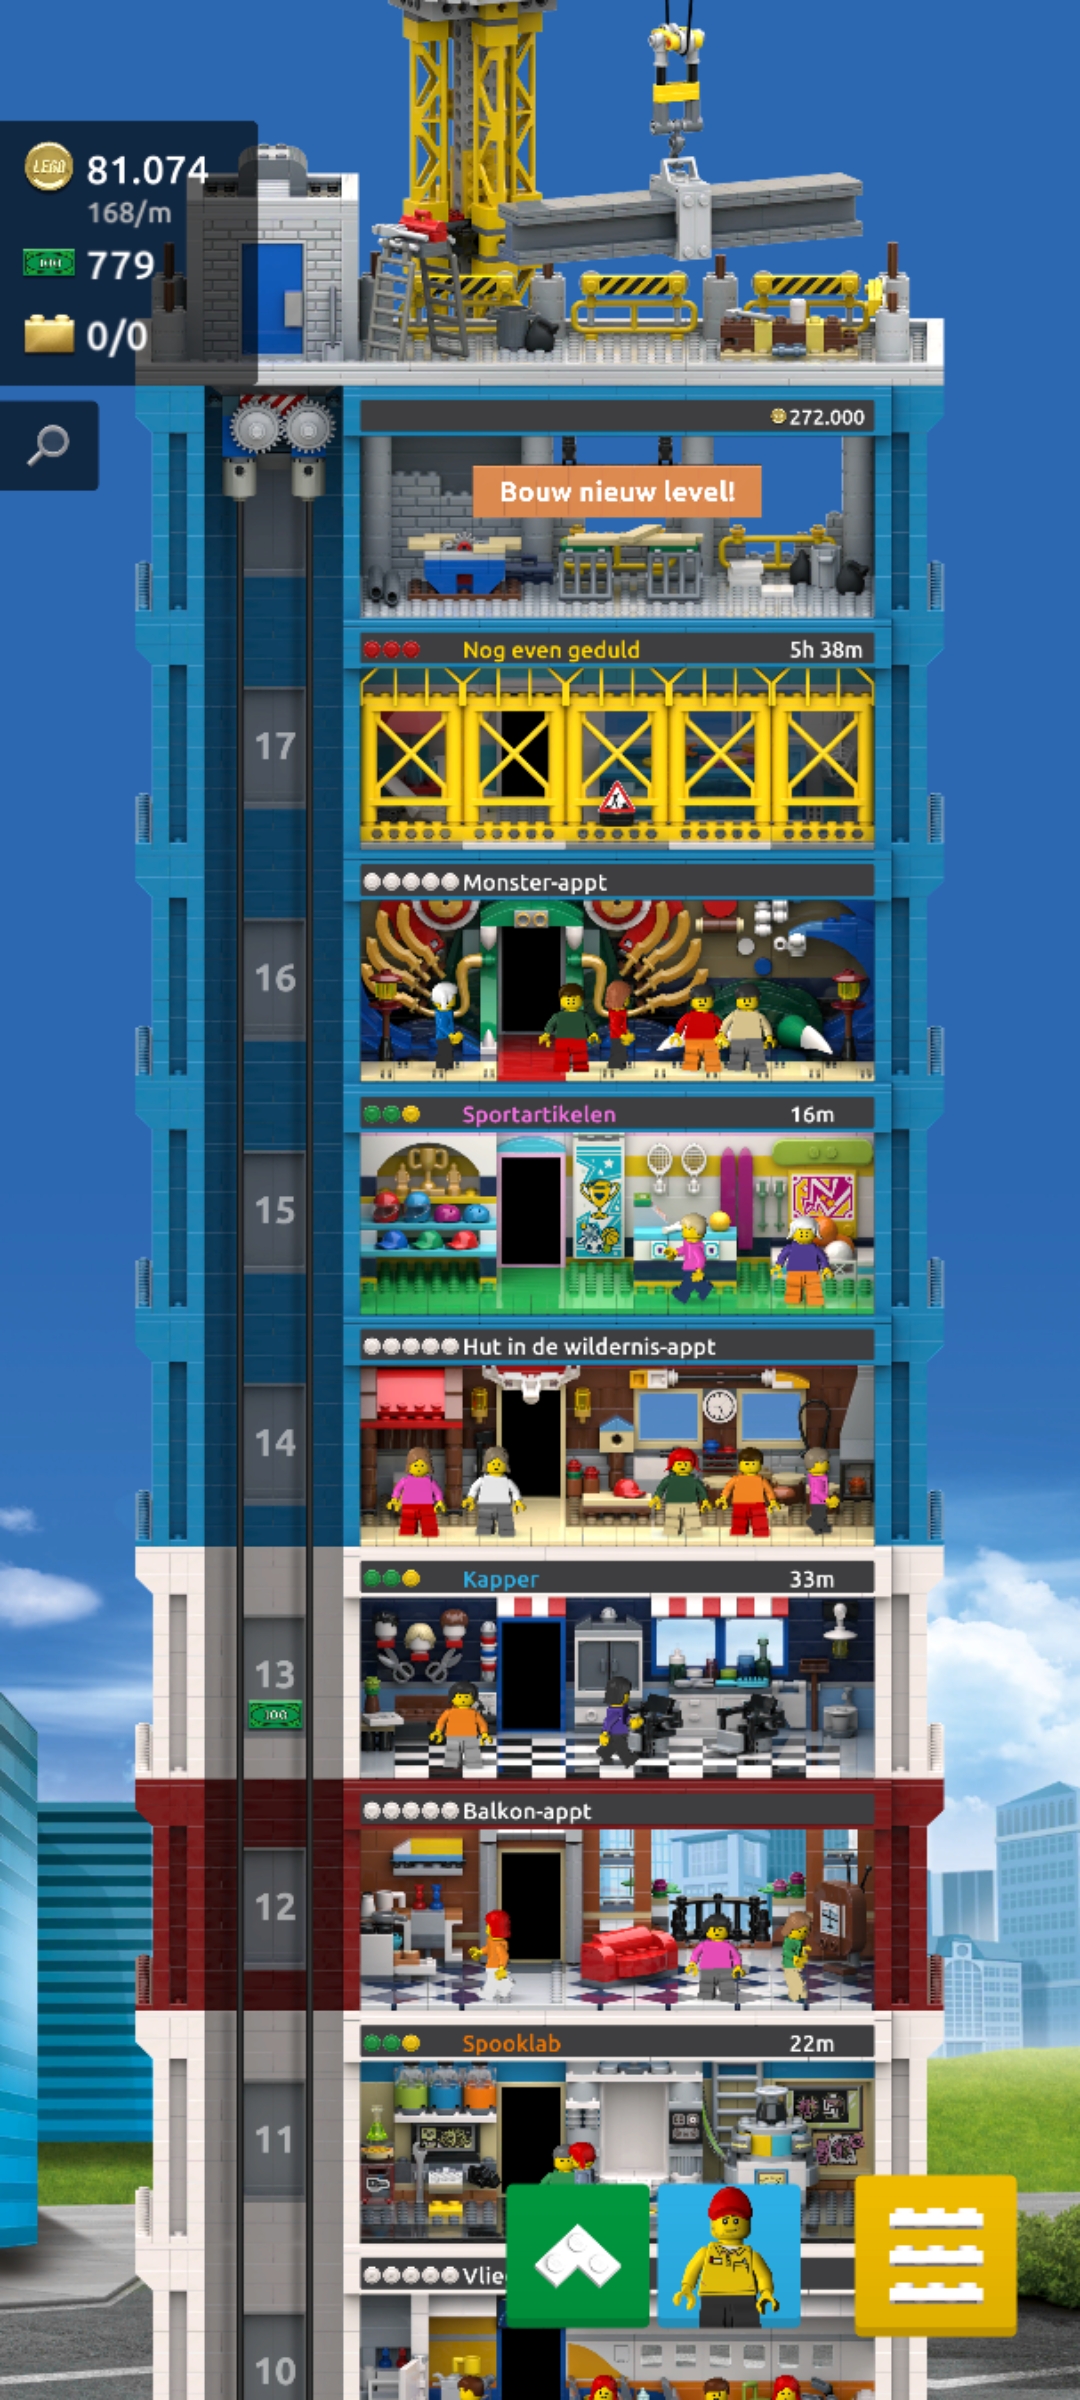 LEGO 81.074
168/m
779
0/0
272.000
Bouw nieuw level!
Nog even geduld 5h 38m
17
Monster-appt
16
Sportartikelen 16m
15
Hut in de wildernis-appt
14
Kapper 33m
13
100
Balkon-appt
12
Spooklab 22m
11
10